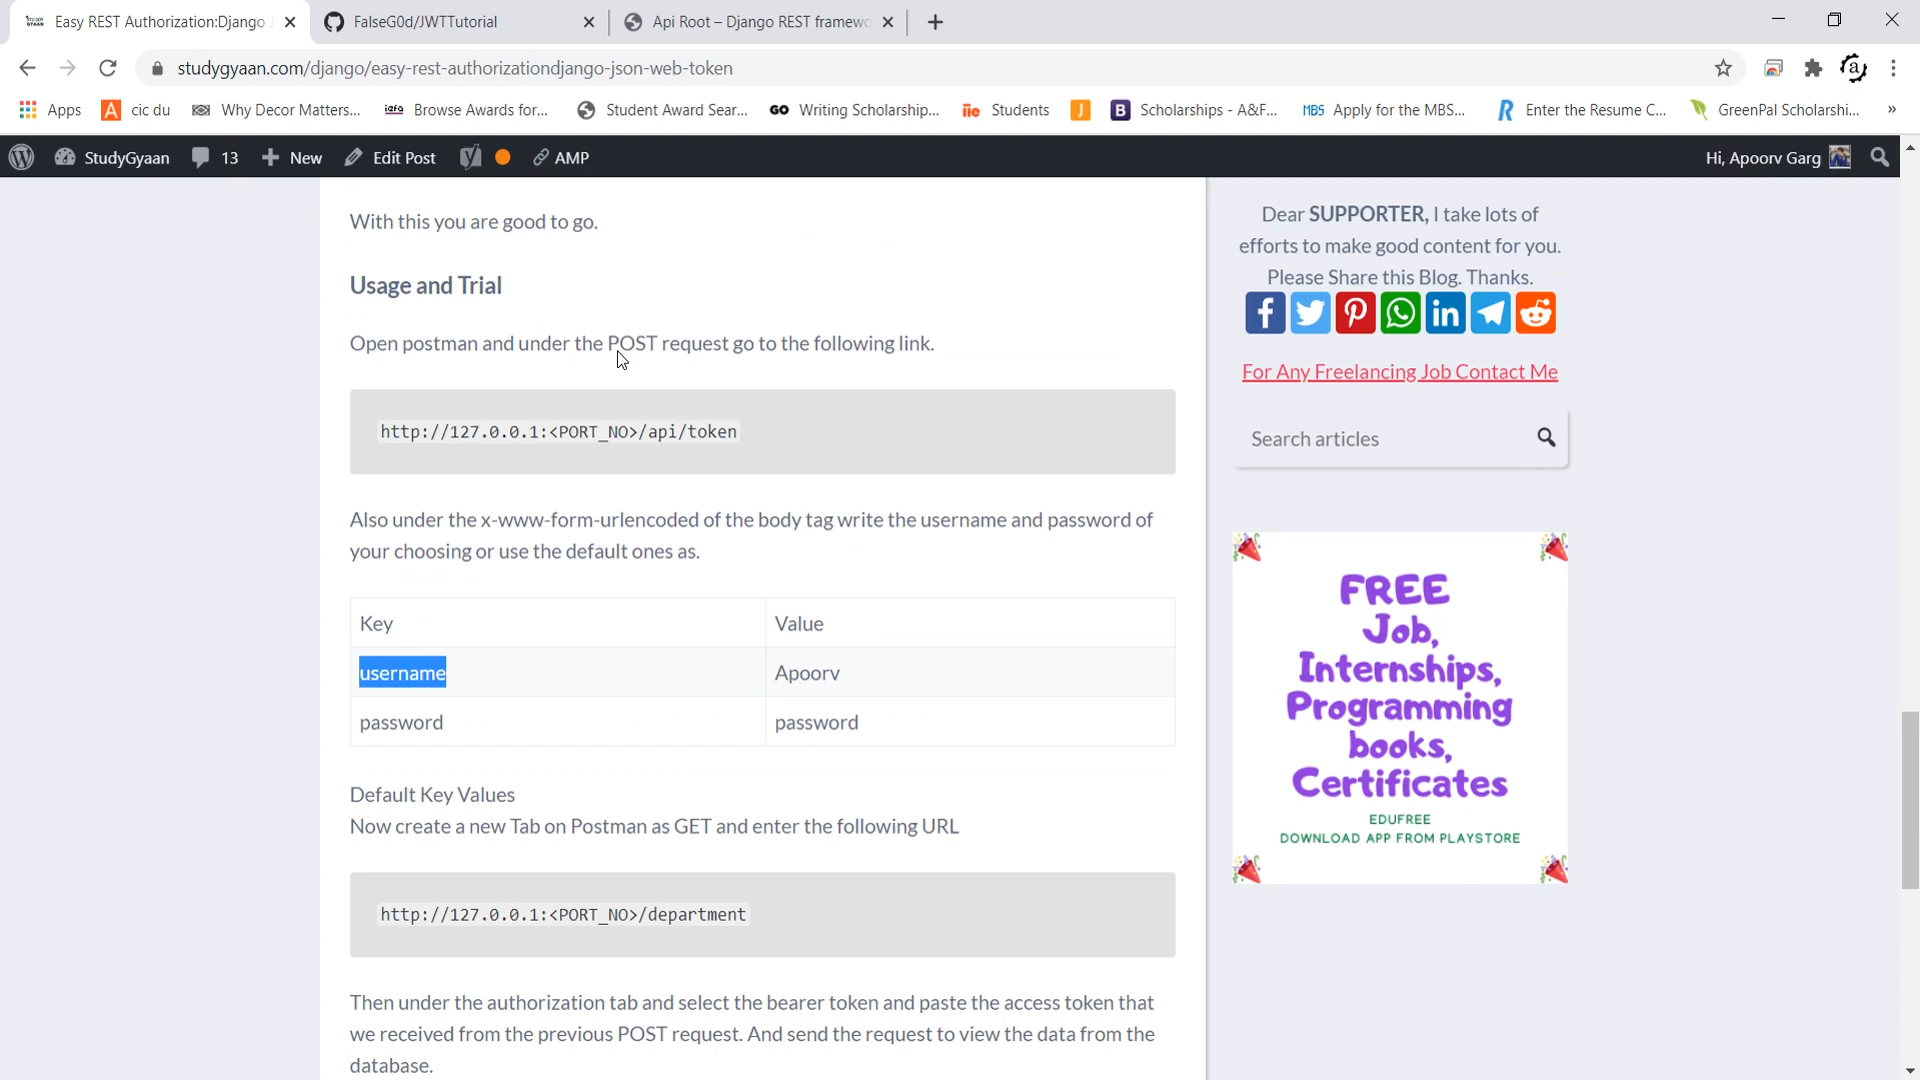 Easy REST Authorization:Django J
FalseG0d/JWTTutorial
Api Root – Django REST framewo
studygyaan.com/django/easy-rest-authorizationdjango-json-web-token
Apps
cic du
Why Decor Matters...
Browse Awards for...
Student Award Sear...
GO Writing Scholarship...
iie Students
J
B Scholarships - A&F...
MBS Apply for the MBS...
R Enter the Resume C...
GreenPal Scholarshi...
»
StudyGyaan
13
New
Edit Post
AMP
Hi, Apoorv Garg
With this you are good to go.
Usage and Trial
Open postman and under the POST request go to the following link.
http://127.0.0.1:<PORT_NO>/api/token
Also under the x-www-form-urlencoded of the body tag write the username and password of
your choosing or use the default ones as.
Key Value
username Apoorv
password password
Default Key Values
Now create a new Tab on Postman as GET and enter the following URL
http://127.0.0.1:<PORT_NO>/department
Then under the authorization tab and select the bearer token and paste the access token that
we received from the previous POST request. And send the request to view the data from the
database.
Dear SUPPORTER, I take lots of
efforts to make good content for you.
Please Share this Blog. Thanks.
For Any Freelancing Job Contact Me
Search articles
FREE
Job,
Internships,
Programming
books,
Certificates
EDUFREE
DOWNLOAD APP FROM PLAYSTORE